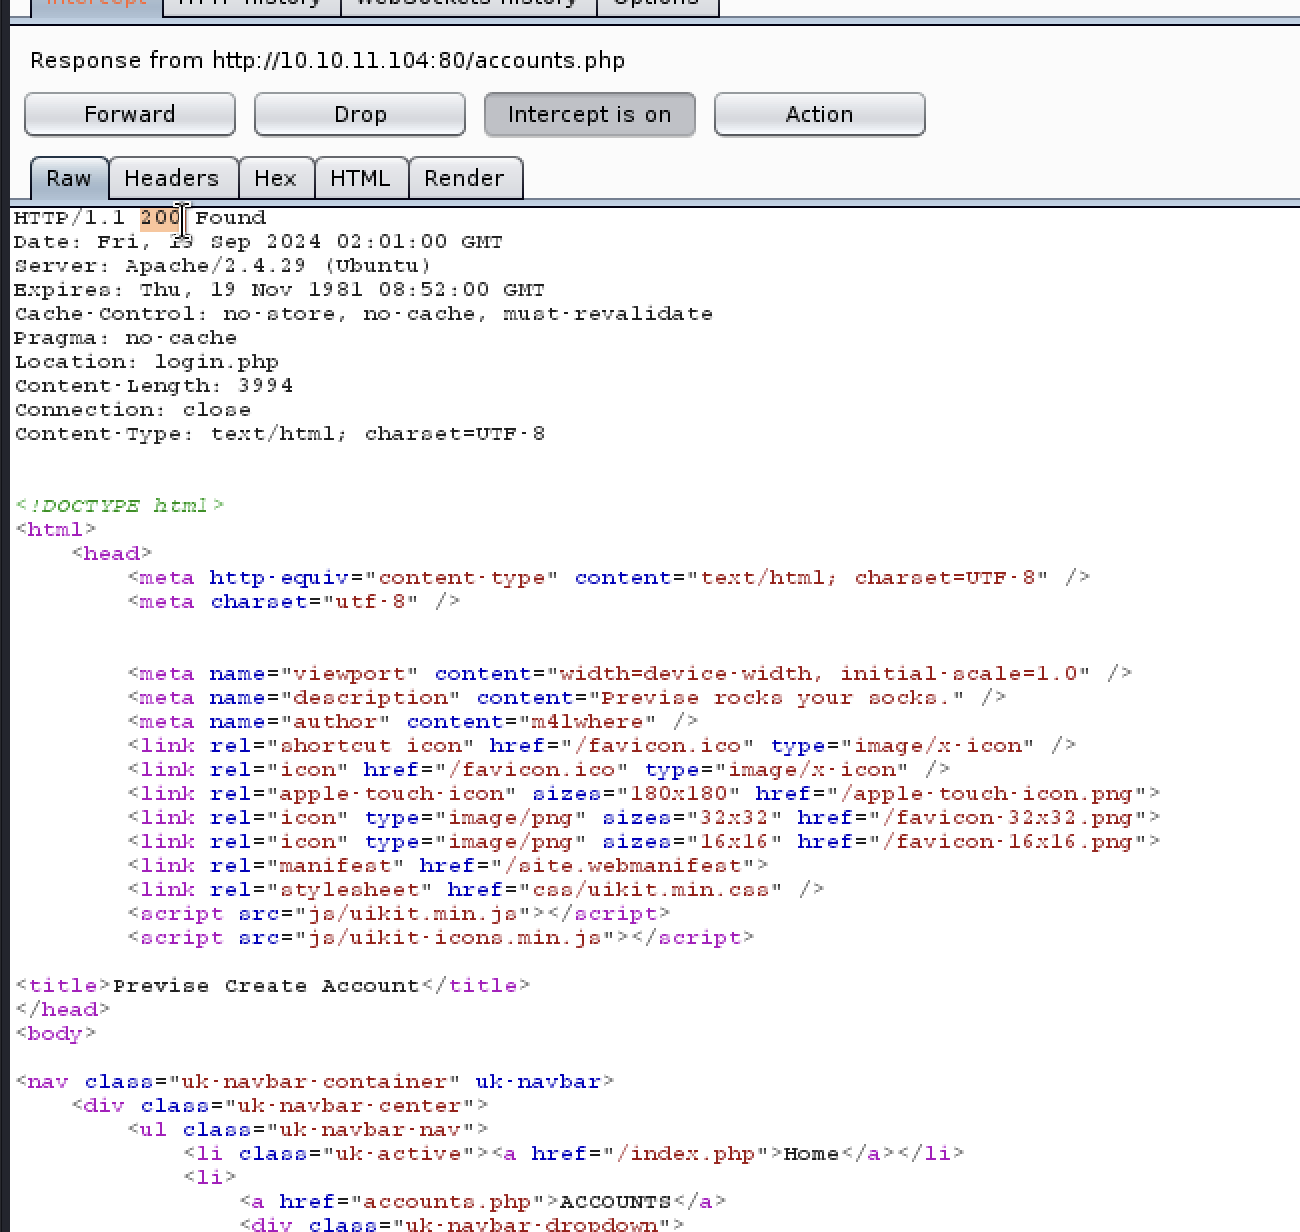 Intercept HTTP history WebSockets history Options
Response from http://10.10.11.104:80/accounts.php
Forward Drop Intercept is on Action
Raw Headers Hex HTML Render
HTTP/1.1 200 Found
Date: Fri, Sep 2024 02:01:00 GMT
Server: Apache/2.4.29 (Ubuntu)
Expires: Thu, 19 Nov 1981 08:52:00 GMT
Cache-Control: no-store, no-cache, must-revalidate
Pragma: no-cache
Location: login.php
Content-Length: 3994
Connection: close
Content-Type: text/html; charset=UTF-8
<!DOCTYPE html>
<html>
<head>
<meta http-equiv="content-type" content="text/html; charset=UTF-8" />
<meta charset="utf-8" />
<meta name="viewport" content="width=device-width, initial-scale=1.0" />
<meta name="description" content="Previse rocks your socks." />
<meta name="author" content="m4lwhere" />
<link rel="shortcut icon" href="/favicon.ico" type="image/x-icon" />
<link rel="icon" href="/favicon.ico" type="image/x-icon" />
<link rel="apple-touch-icon" sizes="180x180" href="/apple-touch-icon.png">
<link rel="icon" type="image/png" sizes="32x32" href="/favicon-32x32.png">
<link rel="icon" type="image/png" sizes="16x16" href="/favicon-16x16.png">
<link rel="manifest" href="/site.webmanifest">
<link rel="stylesheet" href="css/uikit.min.css" />
<script src="js/uikit.min.js"></script>
<script src="js/uikit-icons.min.js"></script>
<title>Previse Create Account</title>
</head>
<body>
<nav class="uk-navbar-container" uk-navbar>
<div class="uk-navbar-center">
<ul class="uk-navbar-nav">
<li class="uk-active"><a href="/index.php">Home</a></li>
<li>
<a href="accounts.php">ACCOUNTS</a>
<div class="uk-navbar-dropdown">